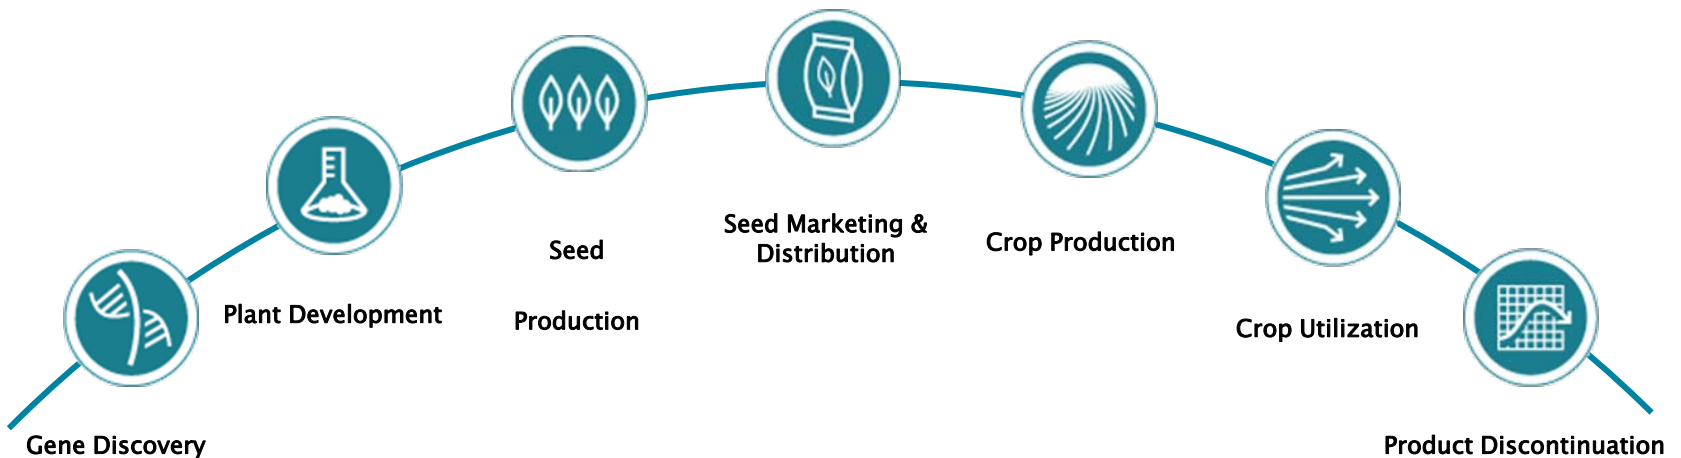 Gene Discovery
Plant Development
Seed
Production
Seed Marketing &
Distribution
Crop Production
Crop Utilization
Product Discontinuation